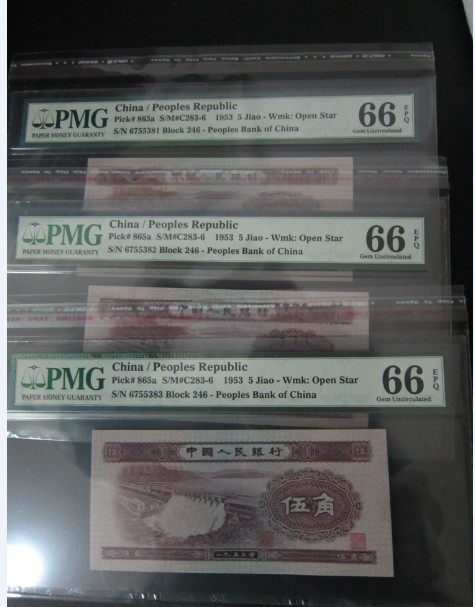 PMG
PAPER MONEY GUARANTY
China / Peoples Republic
Pick# 865a S/M#C283-6 1953 5 Jiao - Wmk: Open Star
S/N 6755381 Block 246 - Peoples Bank of China
66 EPQ
Gem Uncirculated
PMG
PAPER MONEY GUARANTY
China / Peoples Republic
Pick# 865a S/M#C283-6 1953 5 Jiao - Wmk: Open Star
S/N 6755382 Block 246 - Peoples Bank of China
66 EPQ
Gem Uncirculated
PMG
PAPER MONEY GUARANTY
China / Peoples Republic
Pick# 865a S/M#C283-6 1953 5 Jiao - Wmk: Open Star
S/N 6755383 Block 246 - Peoples Bank of China
66 EPQ
Gem Uncirculated
中國人民銀行
伍角
一九五三年